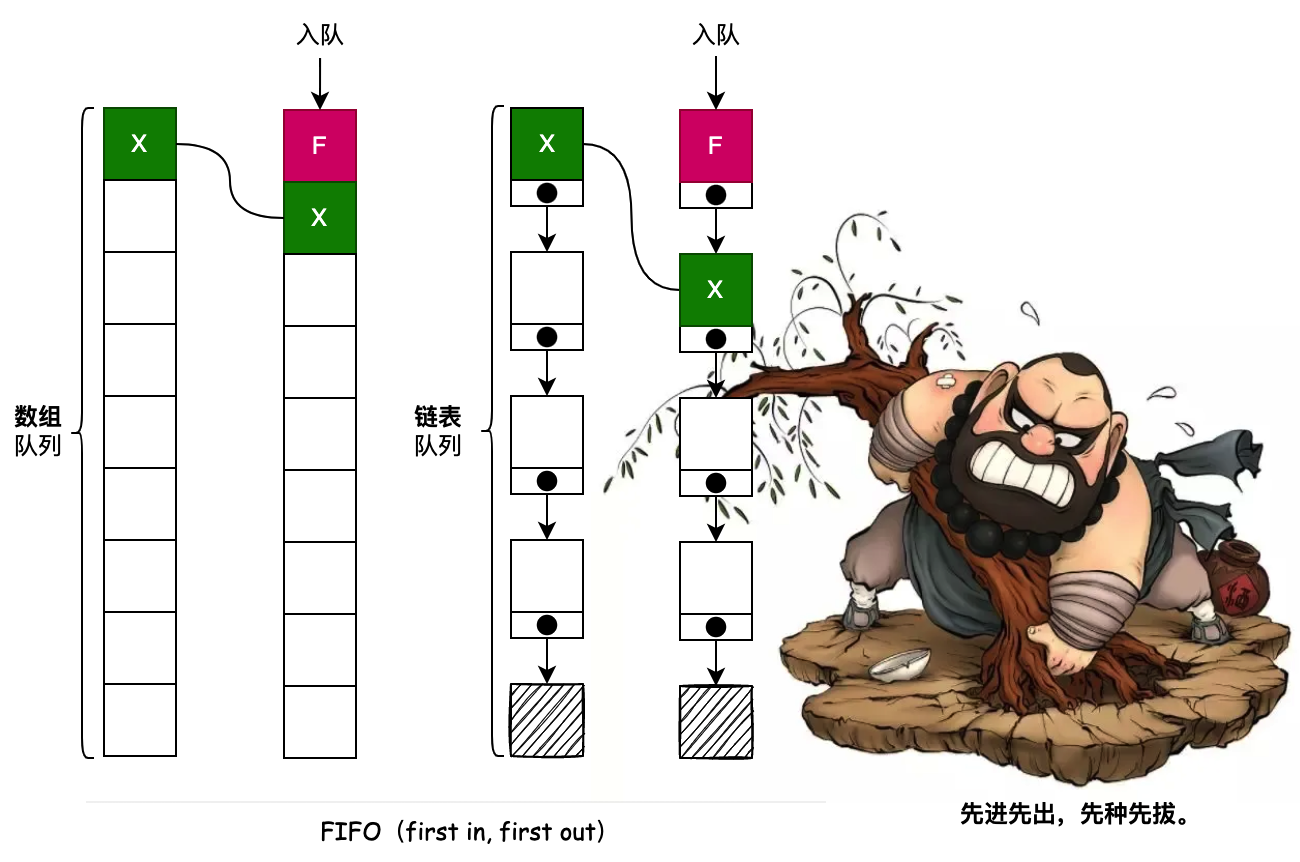 入队
入队
X
F
X
F
X
X
数组
队列
链表
队列
酒
先进先出，先种先拔。
FIFO（first in, first out）